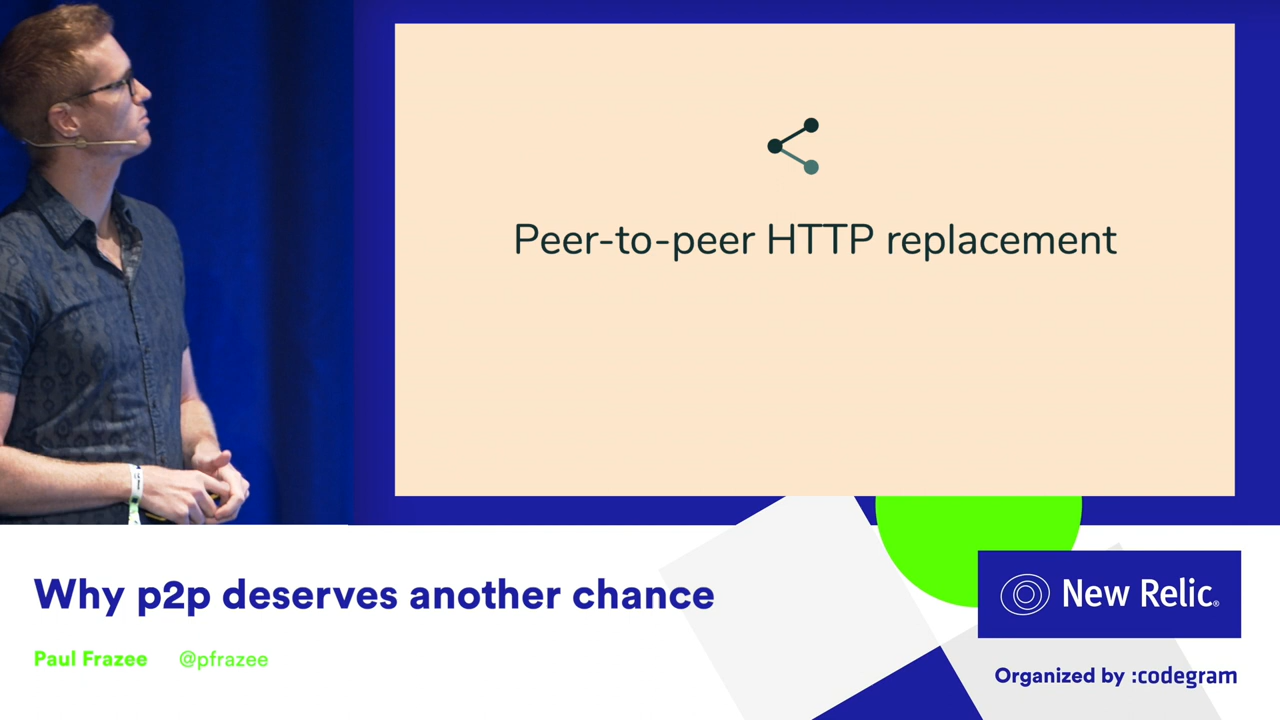 Peer-to-peer HTTP replacement
Why p2p deserves another chance
Paul Frazee @pfrazee
New Relic®
Organized by :codegram